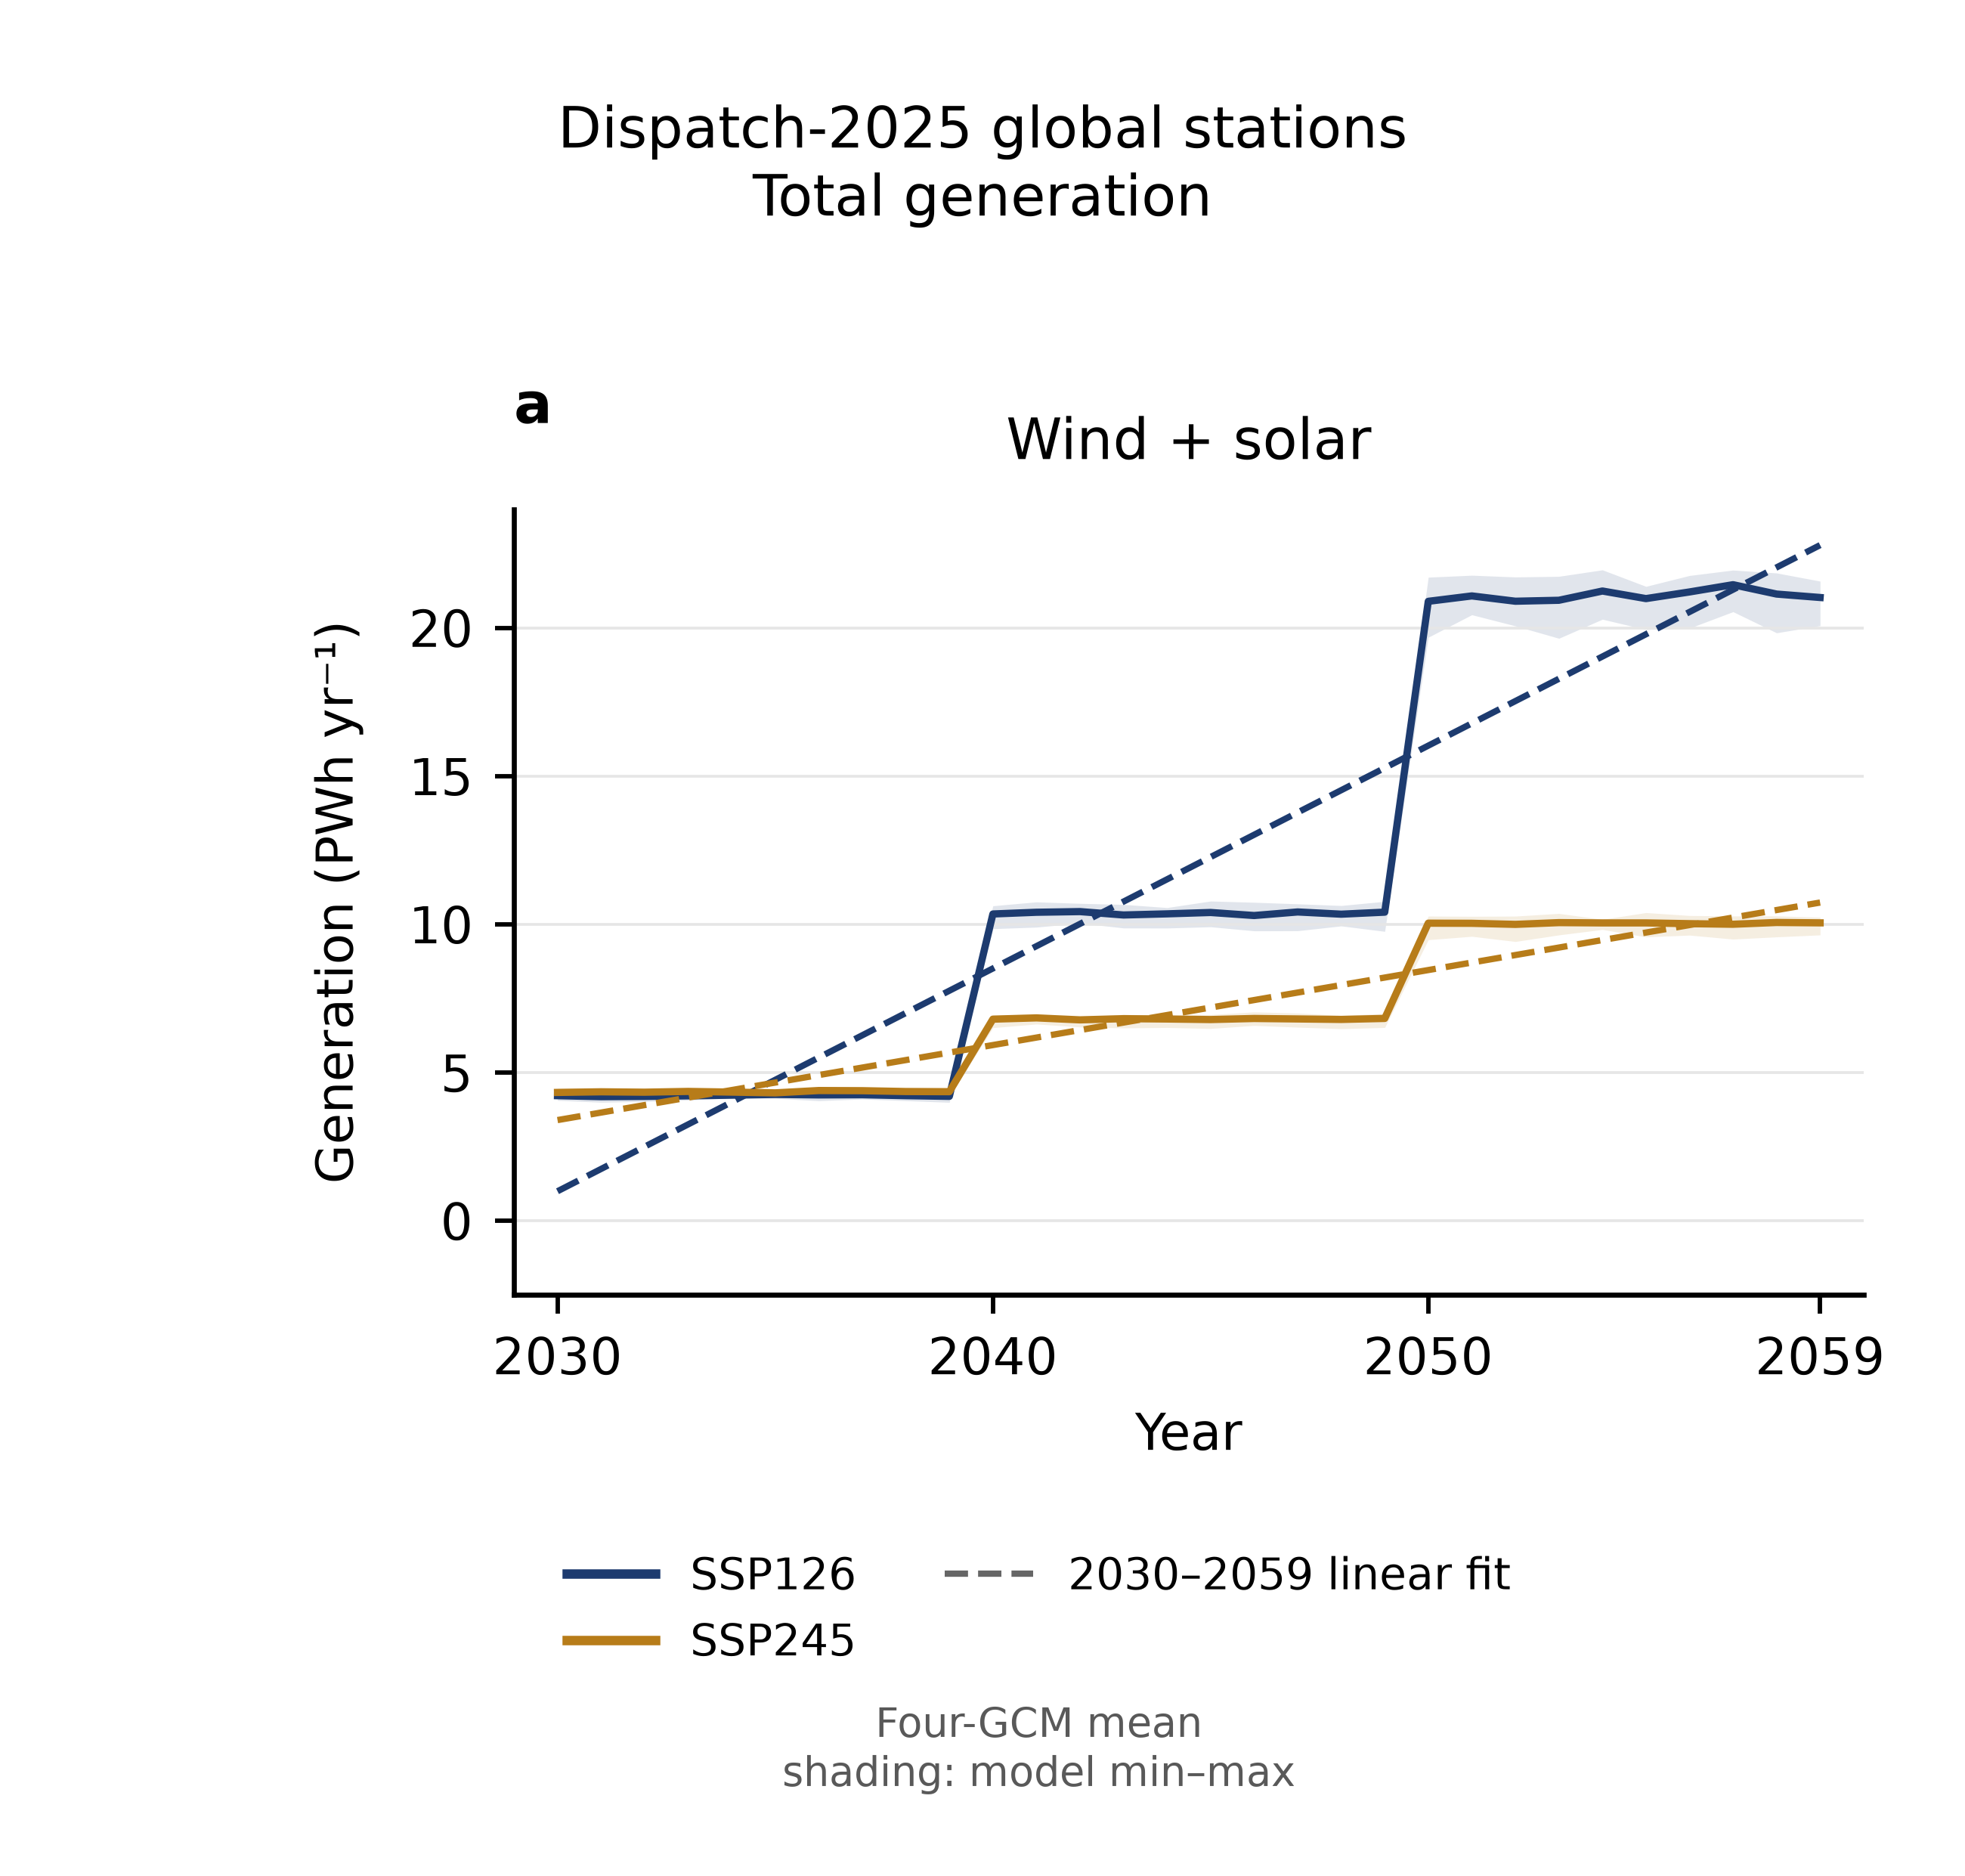 Dispatch-2025 global stations
Total generation
a
Wind + solar
Generation (PWh yr⁻¹)
20
15
10
5
0
2030 2040 2050 2059
Year
SSP126 2030–2059 linear fit
SSP245
Four-GCM mean
shading: model min–max